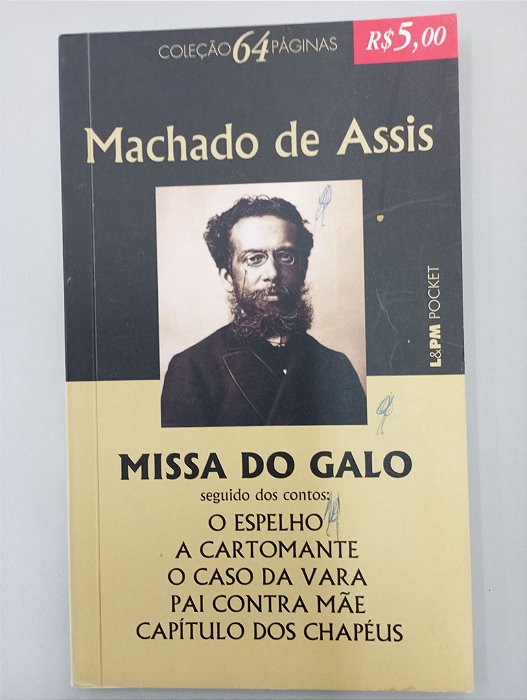 COLEÇÃO 64 PÁGINAS
R$5,00
Machado de Assis
L&PM POCKET
MISSA DO GALO
seguido dos contos:
O ESPELHO
A CARTOMANTE
O CASO DA VARA
PAI CONTRA MÃE
CAPÍTULO DOS CHAPÉUS